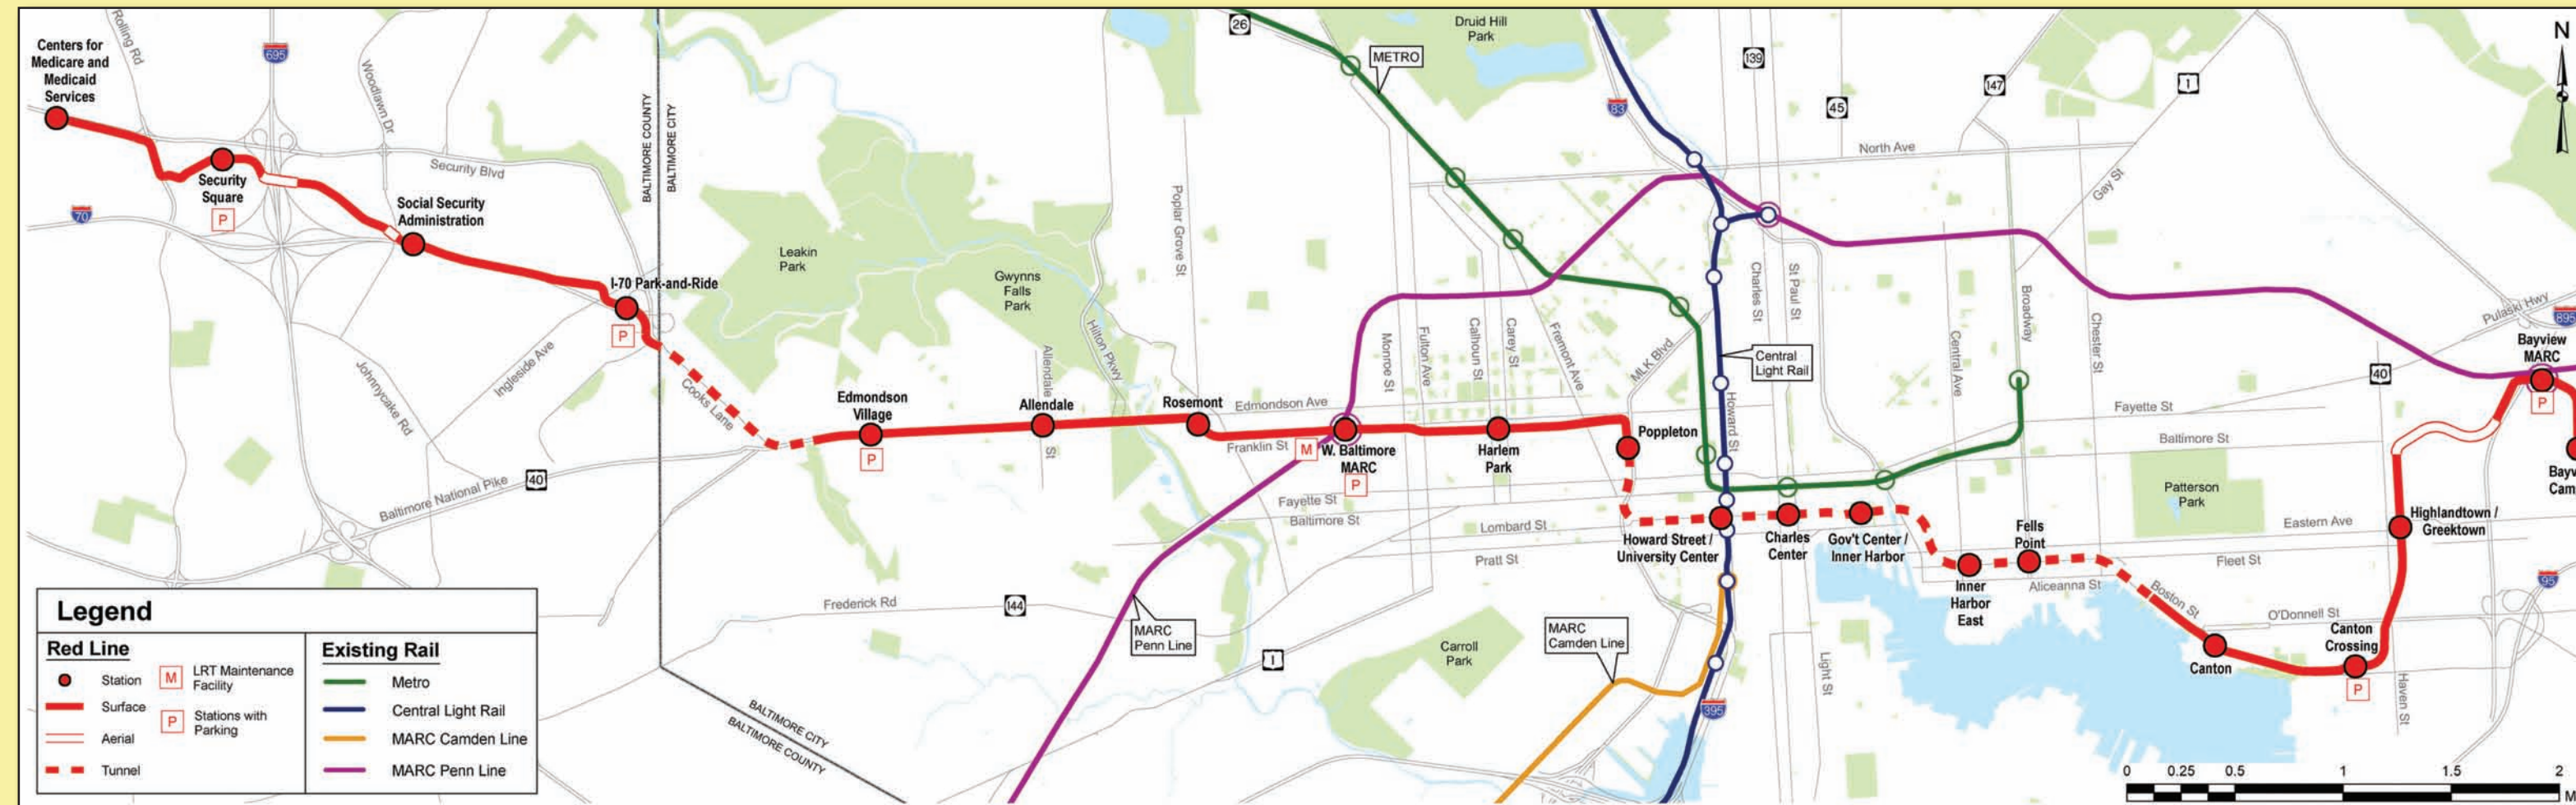 Centers for
Medicare and
Medicaid
Services
Rolling Rd
695
Woodlawn Dr
Security Blvd
Security
Square
P
70
Social Security
Administration
I-70 Park-and-Ride
P
BALTIMORE COUNTY
BALTIMORE CITY
Johnnycake Rd
Ingleside Ave
Cooks Lane
Baltimore National Pike
40
Leakin
Park
Gwynns
Falls
Park
Hilton Pkwy
Poplar Grove St
Edmondson
Village
P
Allendale
Allendale
St
Rosemont
Edmondson Ave
Franklin St
M
W. Baltimore
MARC
P
Harlem
Park
Poppleton
Monroe St
Fulton Ave
Calhoun St
Carey St
Fremont Ave
MLK Blvd
26
METRO
Druid Hill
Park
83
139
45
147
1
North Ave
Gay St
N
Charles St
St Paul St
Central
Light Rail
Howard St
Central Ave
Broadway
Chester St
Pulaski Hwy
895
Bayview
MARC
P
40
Fayette St
Baltimore St
Patterson
Park
Bayv
Cam
Fayette St
Baltimore St
Lombard St
Pratt St
Howard Street /
University Center
Charles
Center
Gov't Center /
Inner Harbor
Fells
Point
Inner
Harbor
East
Eastern Ave
Fleet St
Aliceanna St
Boston St
O'Donnell St
Highlandtown /
Greektown
95
Canton
Canton
Crossing
P
Haven St
Frederick Rd
144
MARC
Penn Line
1
Carroll
Park
MARC
Camden Line
Light St
395
BALTIMORE CITY
BALTIMORE COUNTY
Legend
Red Line
Station
Surface
Aerial
Tunnel
M
LRT Maintenance
Facility
P
Stations with
Parking
Existing Rail
Metro
Central Light Rail
MARC Camden Line
MARC Penn Line
0 0.25 0.5 1 1.5 2
M